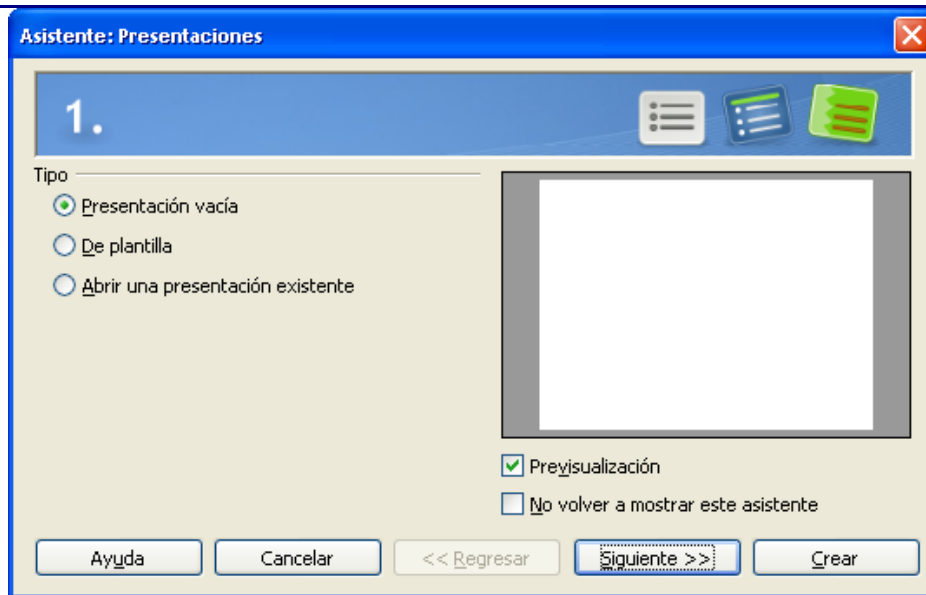 Asistente: Presentaciones
1.
Tipo
Presentación vacía
De plantilla
Abrir una presentación existente
Previsualización
No volver a mostrar este asistente
Ayuda Cancelar << Regresar Siguiente >> Crear